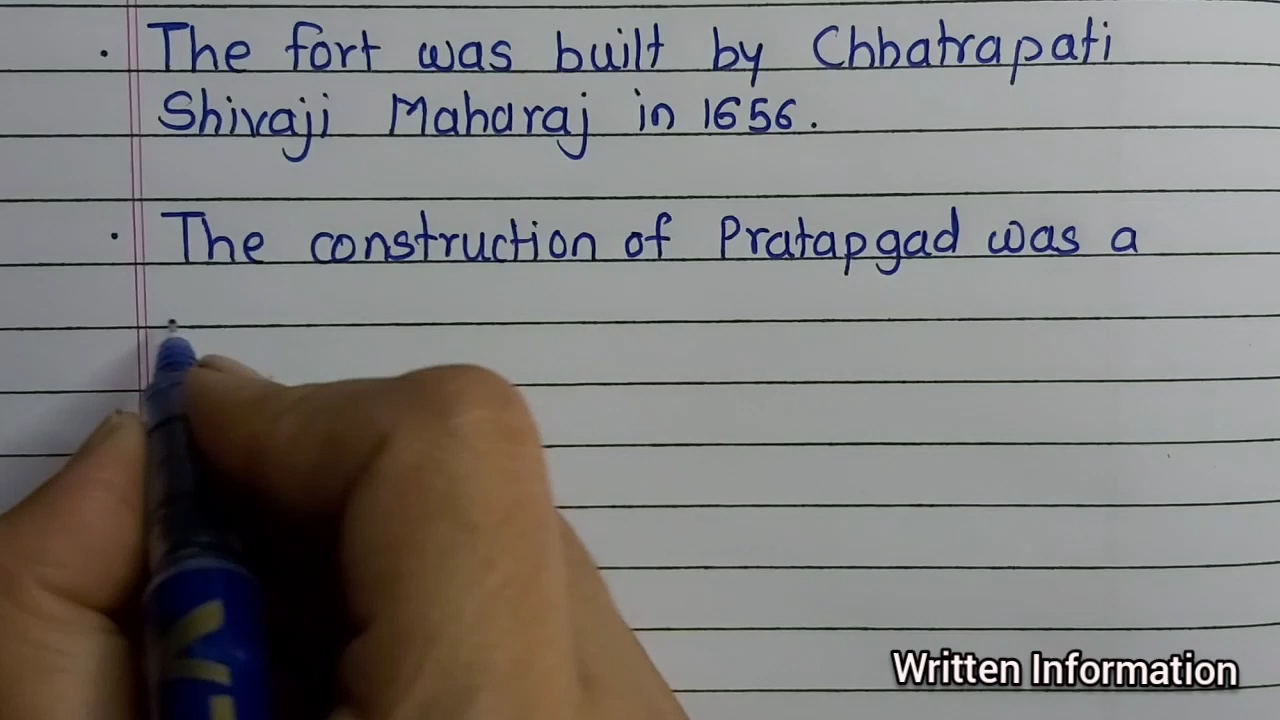 · The fort was built by Chhatrapati
Shivaji Maharaj in 1656.
· The construction of Pratapgad was a
V-
Written Information